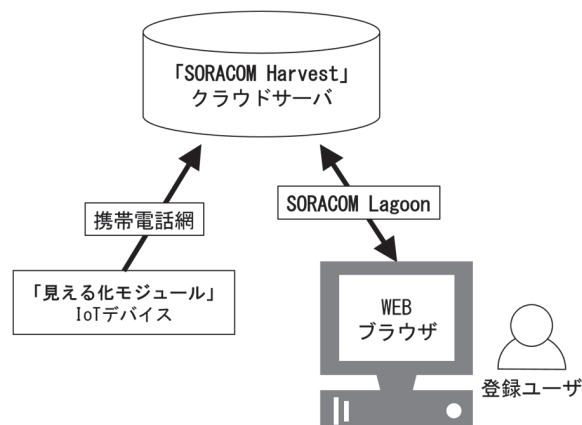 「SORACOM Harvest」
クラウドサーバ
SORACOM Lagoon
携帯電話網
「見える化モジュール」
IoTデバイス
WEB
ブラウザ
登録ユーザ